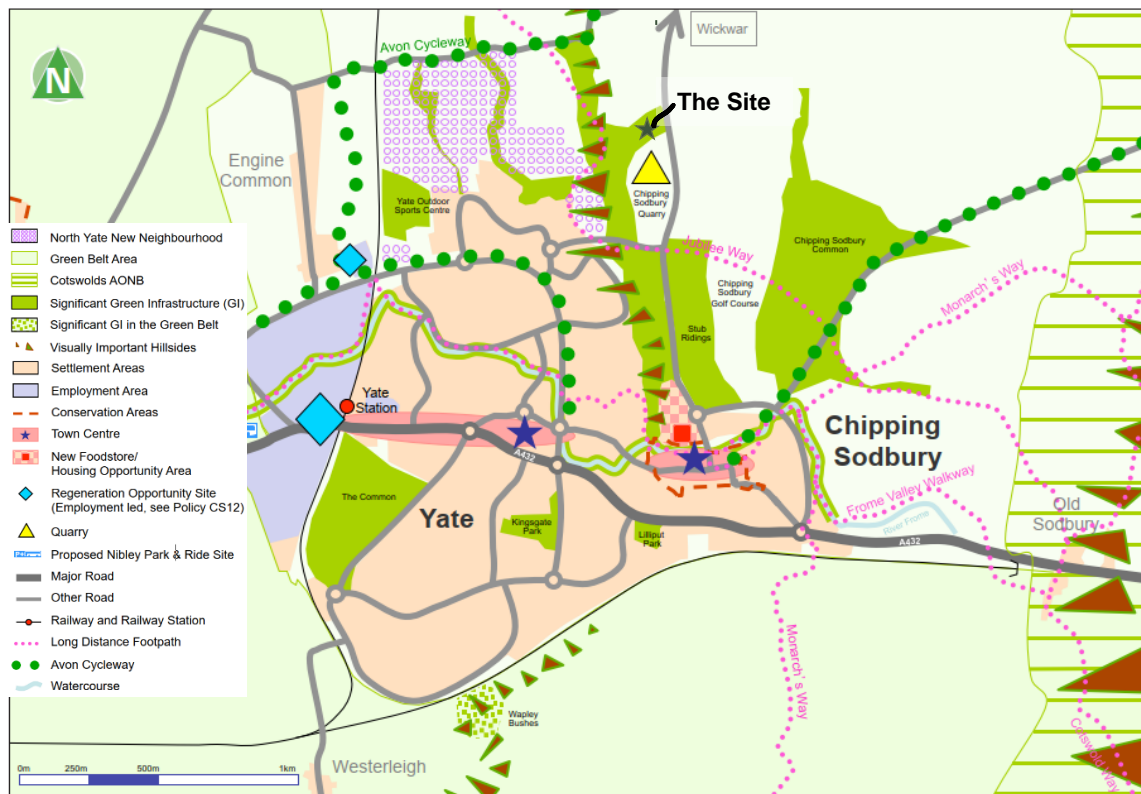 N
Avon Cycleway
Wickwar
The Site
Engine
Common
Yate Outdoor
Sports Centre
Chipping
Sodbury
Quarry
Chipping Sodbury
Common
Jubilee Way
Monarch's Way
Chipping
Sodbury
Golf Course
Stub
Ridings
North Yate New Neighbourhood
Green Belt Area
Cotswolds AONB
Significant Green Infrastructure (GI)
Significant GI in the Green Belt
Visually Important Hillsides
Settlement Areas
Employment Area
Conservation Areas
Town Centre
New Foodstore/
Housing Opportunity Area
Regeneration Opportunity Site
(Employment led, see Policy CS12)
Quarry
Proposed Nibley Park & Ride Site
Major Road
Other Road
Railway and Railway Station
Long Distance Footpath
Avon Cycleway
Watercourse
Yate
Station
A432
Chipping
Sodbury
The Common
Yate
Kingsgate
Park
Lilliput
Park
Frome Valley Walkway
River Frome
Old
Sodbury
A432
Monarch's Way
Cotswold Way
Wapley
Bushes
Westerleigh
0m 250m 500m 1km